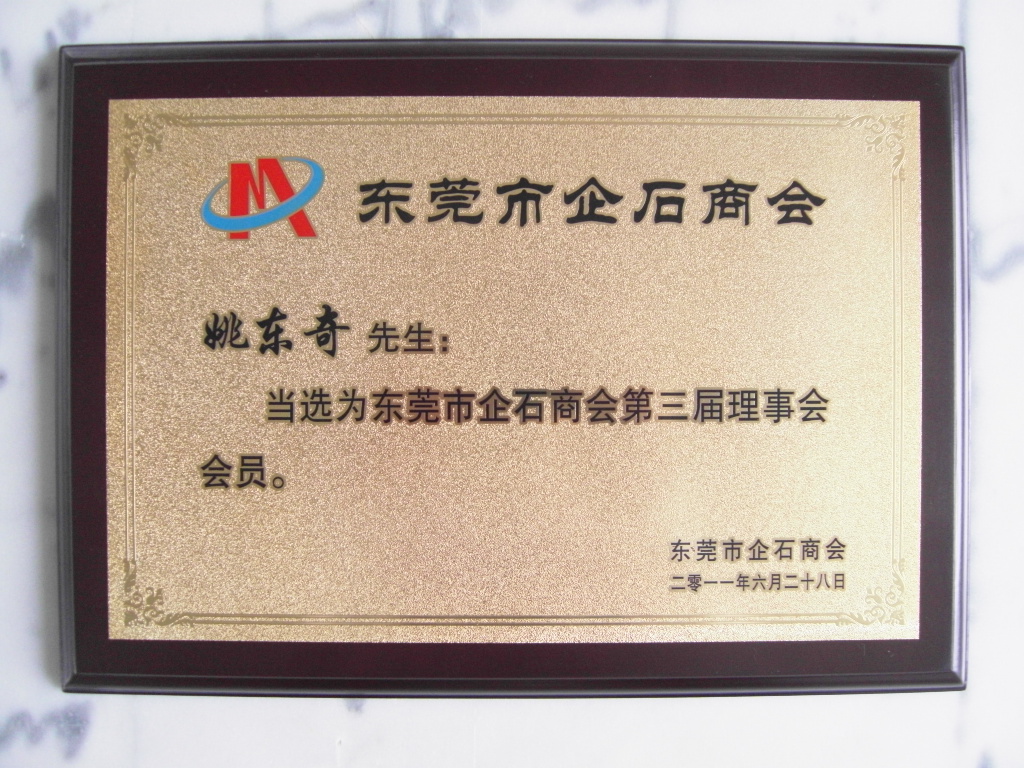 东莞市企石商会
姚东奇 先生：
当选为东莞市企石商会第三届理事会
会员。
东莞市企石商会
二零一一年六月二十八日